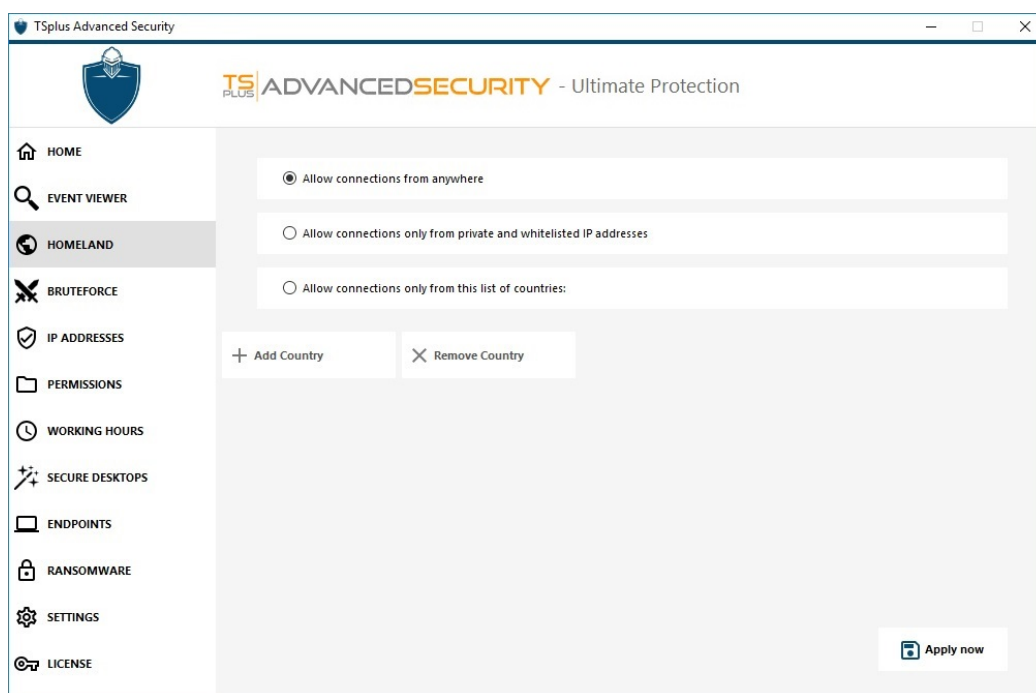 TSplus Advanced Security
TS PLUS ADVANCEDSECURITY - Ultimate Protection
HOME
EVENT VIEWER
HOMELAND
BRUTEFORCE
IP ADDRESSES
PERMISSIONS
WORKING HOURS
SECURE DESKTOPS
ENDPOINTS
RANSOMWARE
SETTINGS
LICENSE
Allow connections from anywhere
Allow connections only from private and whitelisted IP addresses
Allow connections only from this list of countries:
Add Country
Remove Country
Apply now